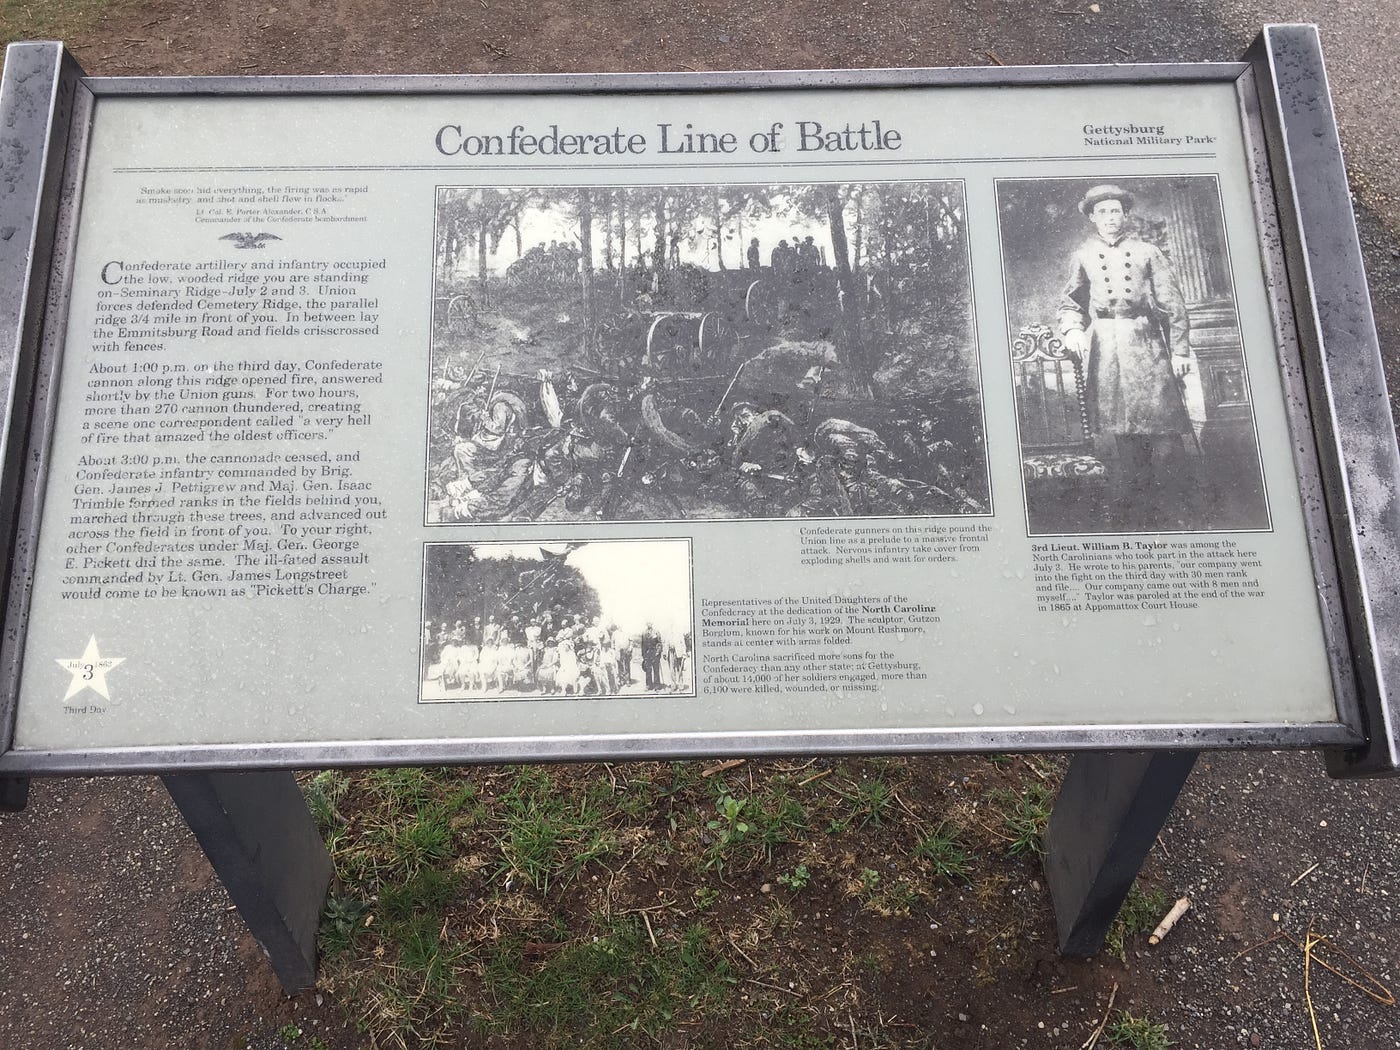 Confederate Line of Battle
Gettysburg
National Military Park
Smoke soon hid everything, the firing was as rapid
as musketry and shot and shell flew in flocks."
Lt. Col. E. Porter Alexander, C.S.A.
Commander of the Confederate bombardment
Confederate artillery and infantry occupied
the low, wooded ridge you are standing
on–Seminary Ridge–July 2 and 3. Union
forces defended Cemetery Ridge, the parallel
ridge 3/4 mile in front of you. In between lay
the Emmitsburg Road and fields crisscrossed
with fences.
About 1:00 p.m. on the third day, Confederate
cannon along this ridge opened fire, answered
shortly by the Union guns. For two hours,
more than 270 cannon thundered, creating
a scene one correspondent called "a very hell
of fire that amazed the oldest officers."
About 3:00 p.m. the cannonade ceased, and
Confederate infantry commanded by Brig.
Gen. James J. Pettigrew and Maj. Gen. Isaac
Trimble formed ranks in the fields behind you,
marched through these trees, and advanced out
across the field in front of you. To your right,
other Confederates under Maj. Gen. George
E. Pickett did the same. The ill-fated assault
commanded by Lt. Gen. James Longstreet
would come to be known as "Pickett's Charge."
July 3 1863
Third Day
Confederate gunners on this ridge pound the
Union line as a prelude to a massive frontal
attack. Nervous infantry take cover from
exploding shells and wait for orders.
Representatives of the United Daughters of the
Confederacy at the dedication of the North Carolina
Memorial here on July 3, 1929. The sculptor, Gutzon
Borglum, known for his work on Mount Rushmore,
stands at center with arms folded.
North Carolina sacrificed more sons for the
Confederacy than any other state; at Gettysburg,
of about 14,000 of her soldiers engaged, more than
6,100 were killed, wounded, or missing.
3rd Lieut. William B. Taylor was among the
North Carolinians who took part in the attack here
July 3. He wrote to his parents, "our company went
into the fight on the third day with 30 men rank
and file.... Our company came out with 8 men and
myself...." Taylor was paroled at the end of the war
in 1865 at Appomattox Court House.